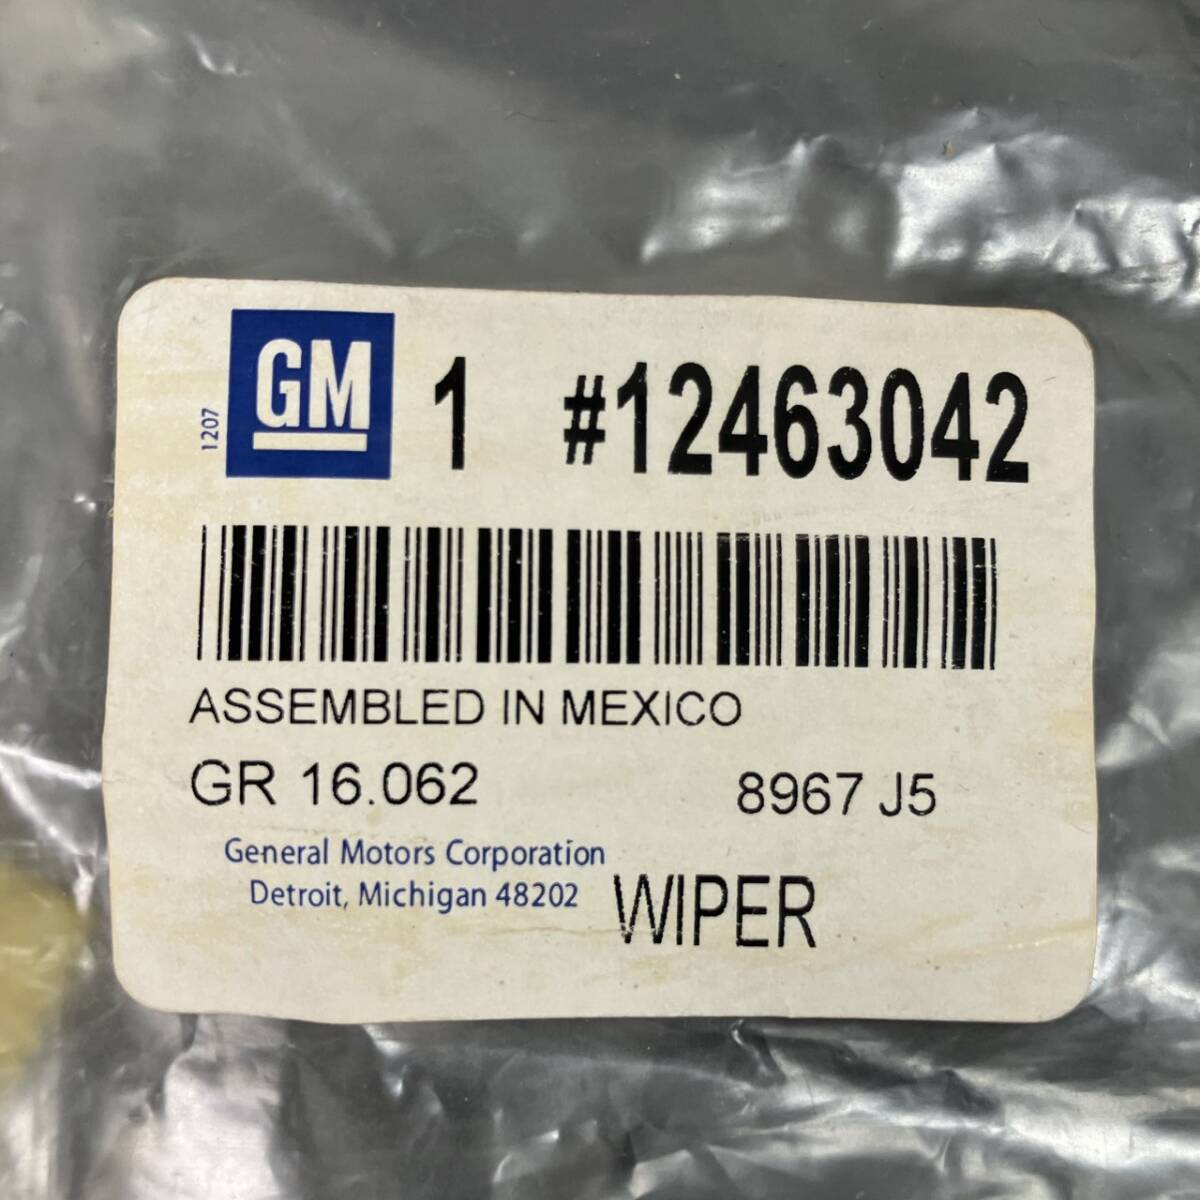 1207
GM
1 #12463042
ASSEMBLED IN MEXICO
GR 16.062 8967 J5
General Motors Corporation
Detroit, Michigan 48202
WIPER